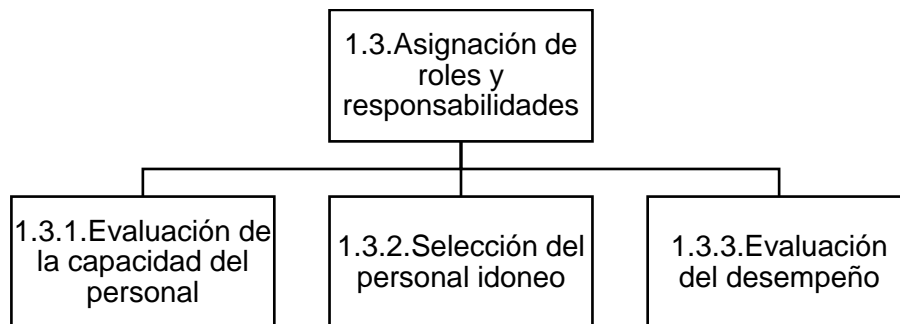 1.3.Asignación de
roles y
responsabilidades
1.3.1.Evaluación de
la capacidad del
personal
1.3.2.Selección del
personal idoneo
1.3.3.Evaluación
del desempeño